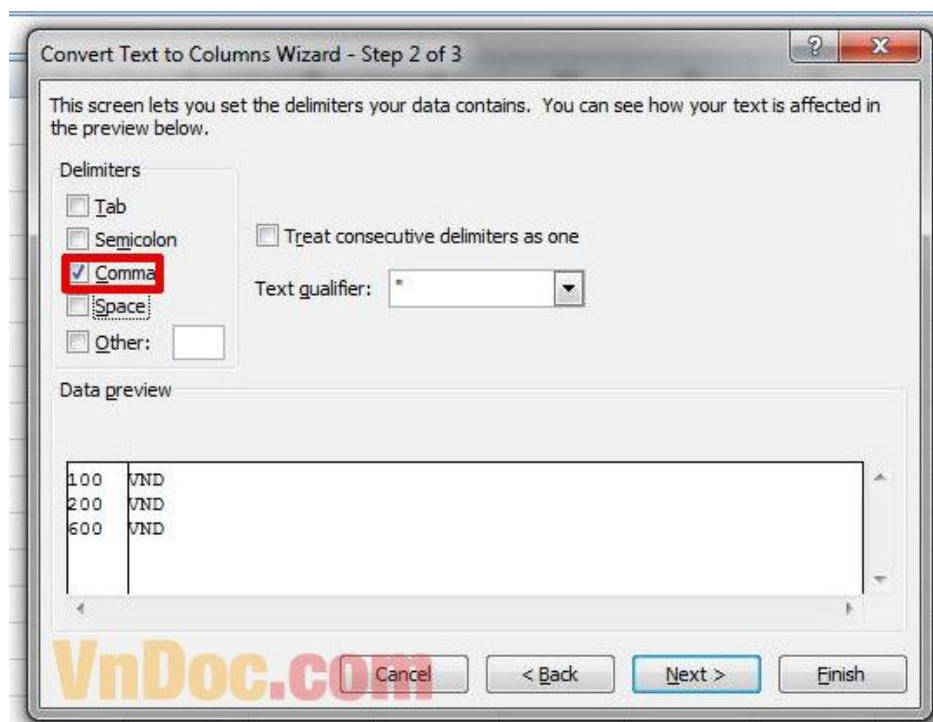 Convert Text to Columns Wizard - Step 2 of 3
This screen lets you set the delimiters your data contains.  You can see how your text is affected in
the preview below.
Delimiters
Tab
Semicolon
Comma
Space
Other:
Treat consecutive delimiters as one
Text qualifier: "
Data preview
100 VND
200 VND
600 VND
VnDoc.com
Cancel < Back Next > Finish